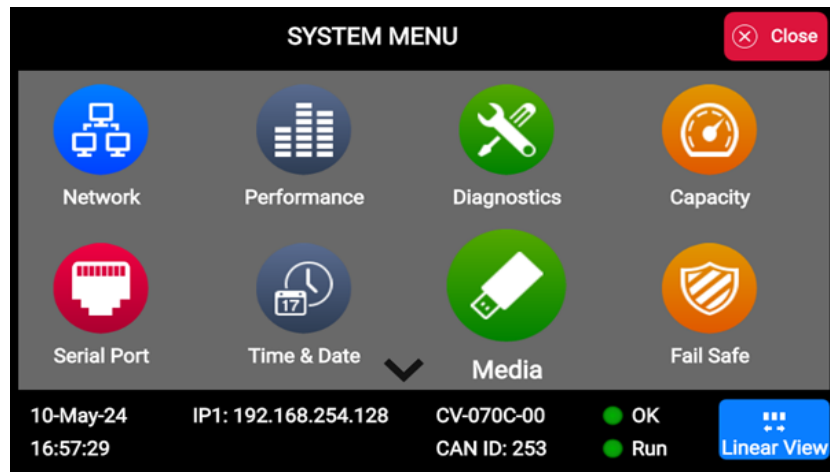 SYSTEM MENU
Close
Network Performance Diagnostics Capacity
17
Serial Port Time & Date Media Fail Safe
10-May-24 IP1: 192.168.254.128 CV-070C-00 OK
16:57:29 CAN ID: 253 Run Linear View